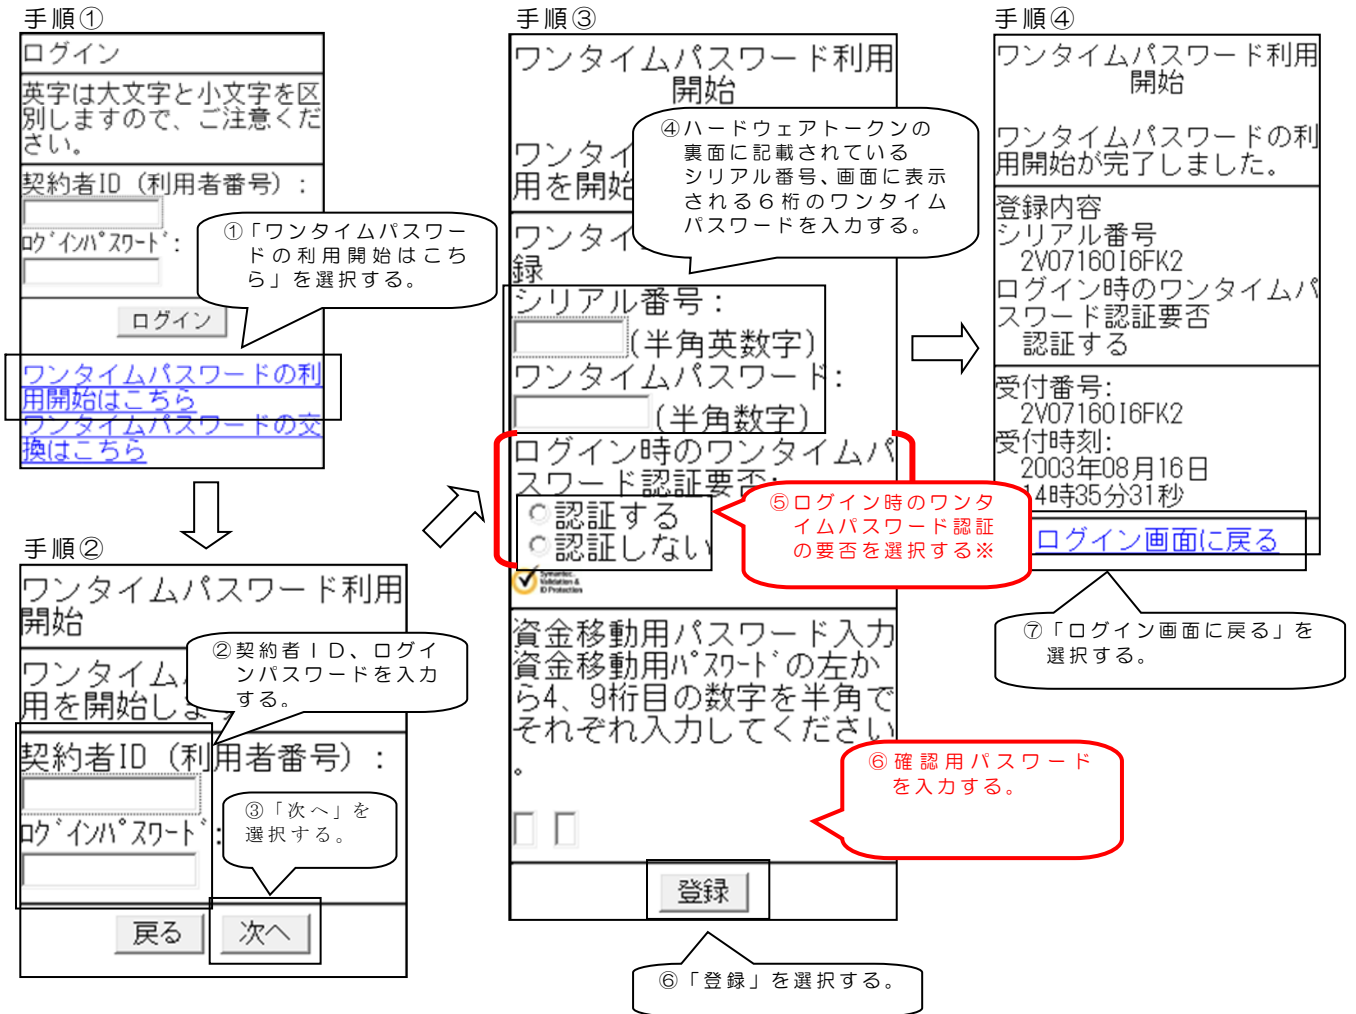 手順①
ログイン
英字は大文字と小文字を区
別しますので、ご注意くだ
さい。
契約者ID（利用者番号）:
ﾛｸﾞｲﾝﾊﾟｽﾜｰﾄﾞ:
①「ワンタイムパスワー
ドの利用開始はこち
ら」を選択する。
ログイン
ワンタイムパスワードの利
用開始はこちら
ワンタイムパスワードの交
換はこちら
手順②
ワンタイムパスワード利用
開始
ワンタイム
用を開始しま
②契約者ＩＤ、ログイ
ンパスワードを入力
する。
契約者ID（利用者番号）:
ﾛｸﾞｲﾝﾊﾟｽﾜｰﾄﾞ:
③「次へ」を
選択する。
戻る
次へ
手順③
ワンタイムパスワード利用
開始
ワンタイ
用を開始
④ハードウェアトークンの
裏面に記載されている
シリアル番号、画面に表示
される６桁のワンタイム
パスワードを入力する。
ワンタイ
録
シリアル番号:
(半角英数字)
ワンタイムパスワード:
(半角数字)
ログイン時のワンタイムパ
スワード認証要否:
認証する
認証しない
⑤ログイン時のワンタ
イムパスワード認証
の要否を選択する※
Symantec.
Validation &
ID Protection
資金移動用パスワード入力
資金移動用ﾊﾟｽﾜｰﾄﾞの左か
ら4、9桁目の数字を半角で
それぞれ入力してください
。
⑥確認用パスワード
を入力する。
登録
⑥「登録」を選択する。
手順④
ワンタイムパスワード利用
開始
ワンタイムパスワードの利
用開始が完了しました。
登録内容
シリアル番号
2V07160I6FK2
ログイン時のワンタイムパ
スワード認証要否
認証する
受付番号:
2V07160I6FK2
受付時刻:
2003年08月16日
14時35分31秒
ログイン画面に戻る
⑦「ログイン画面に戻る」を
選択する。